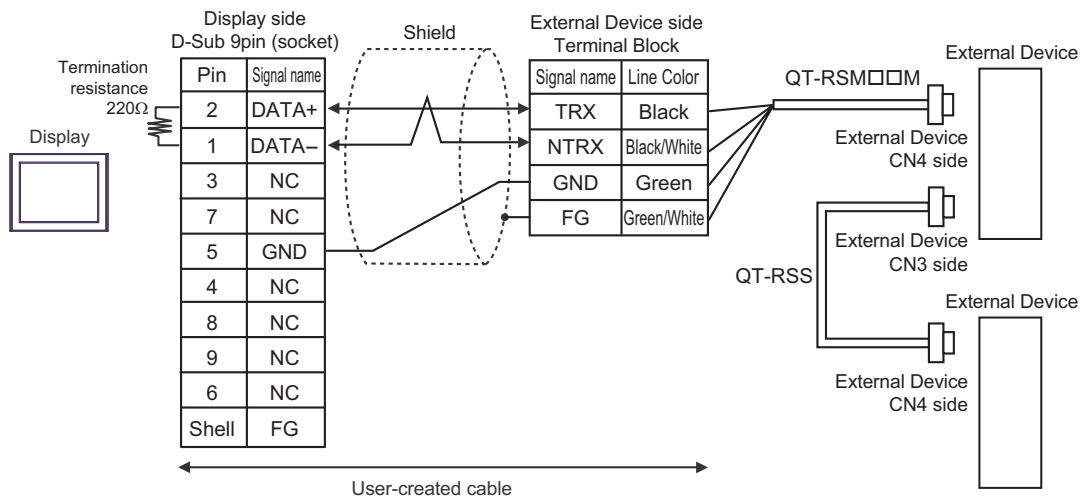 Display side
D-Sub 9pin (socket)
Shield
External Device side
Terminal Block
External Device
Termination
resistance
220Ω
Display
Pin Signal name
2 DATA+
1 DATA–
3 NC
7 NC
5 GND
4 NC
8 NC
9 NC
6 NC
Shell FG
Signal name Line Color
TRX Black
NTRX Black/White
GND Green
FG Green/White
QT-RSM□□M
External Device
CN4 side
External Device
CN3 side
QT-RSS
External Device
External Device
CN4 side
User-created cable